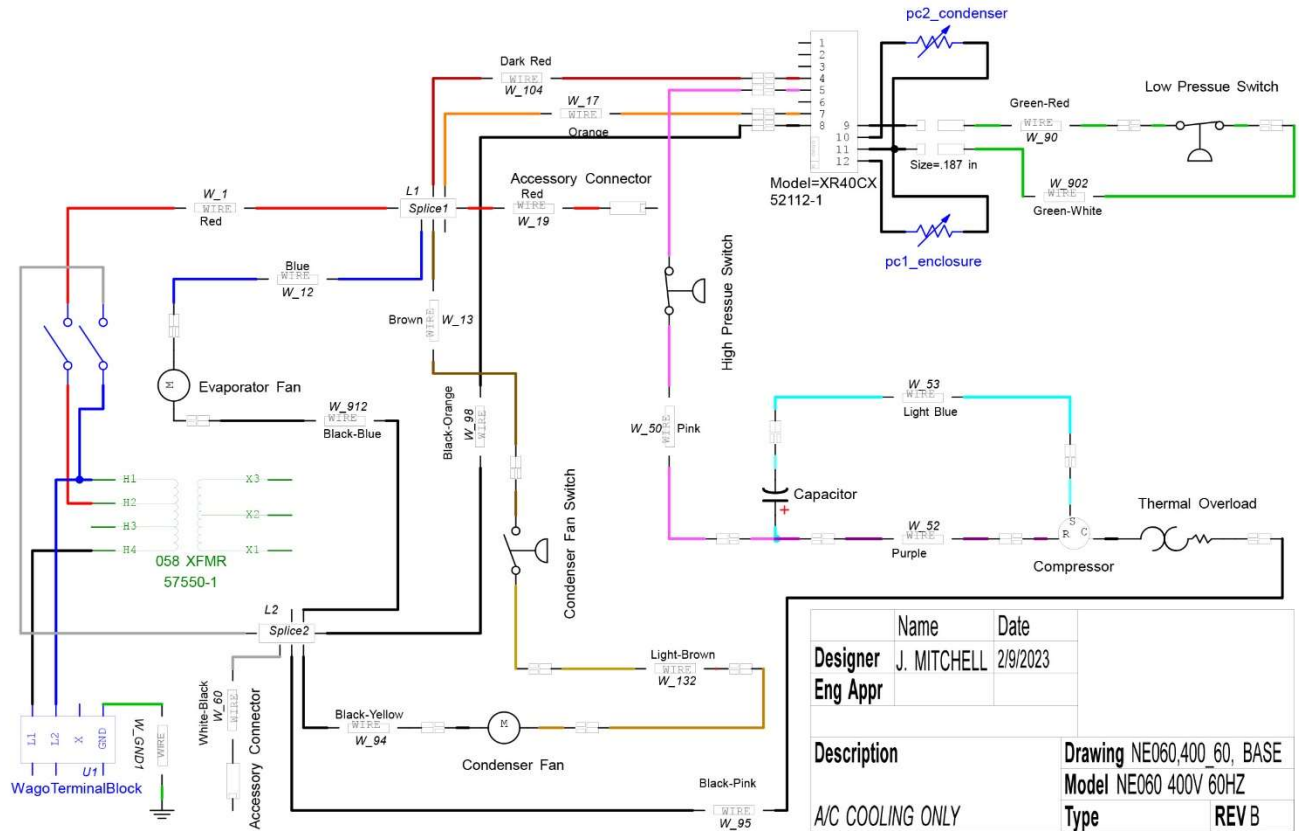 pc2_condenser
1
2
3
4
5
6
7
8
9
10
11
12
Model=XR40CX
52112-1
Dark Red
WIRE
W_104
W_17
WIRE
Orange
Low Pressue Switch
Green-Red
WIRE
W_90
Size=.187 in
W_902
WIRE
Green-White
pc1_enclosure
W_1
WIRE
Red
L1
Splice1
Accessory Connector
Red
WIRE
W_19
Blue
WIRE
W_12
Brown
WIRE
W_13
High Pressue Switch
M
Evaporator Fan
W_912
WIRE
Black-Blue
Black-Orange
W_98
WIRE
W_50
WIRE
Pink
W_53
WIRE
Light Blue
Capacitor
+
W_52
WIRE
Purple
S
R
C
Compressor
Thermal Overload
H1
H2
H3
H4
X3
X2
X1
058 XFMR
57550-1
Condenser Fan Switch
L2
Splice2
White-Black
W_60
WIRE
Accessory Connector
Light-Brown
WIRE
W_132
Black-Yellow
WIRE
W_94
M
Condenser Fan
Black-Pink
WIRE
W_95
L1
L2
X
GND
U1
WagoTerminalBlock
W_GND1
WIRE
Name Date
Designer J. MITCHELL 2/9/2023
Eng Appr
Description
A/C COOLING ONLY
Drawing NE060,400_60, BASE
Model NE060 400V 60HZ
Type REV B